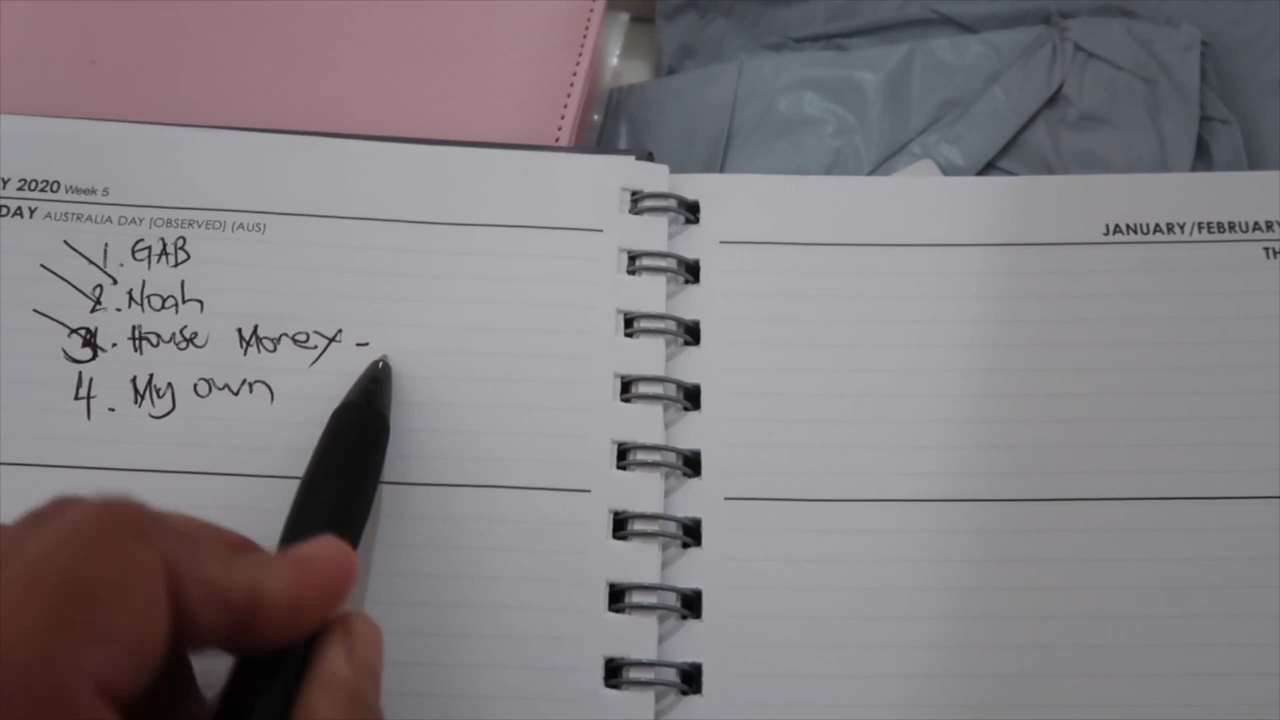 Y 2020 Week 5
DAY AUSTRALIA DAY [OBSERVED] (AUS)
1. GAB
2. Noah
3. House Money -
4. My own
JANUARY/FEBRUARY
TH